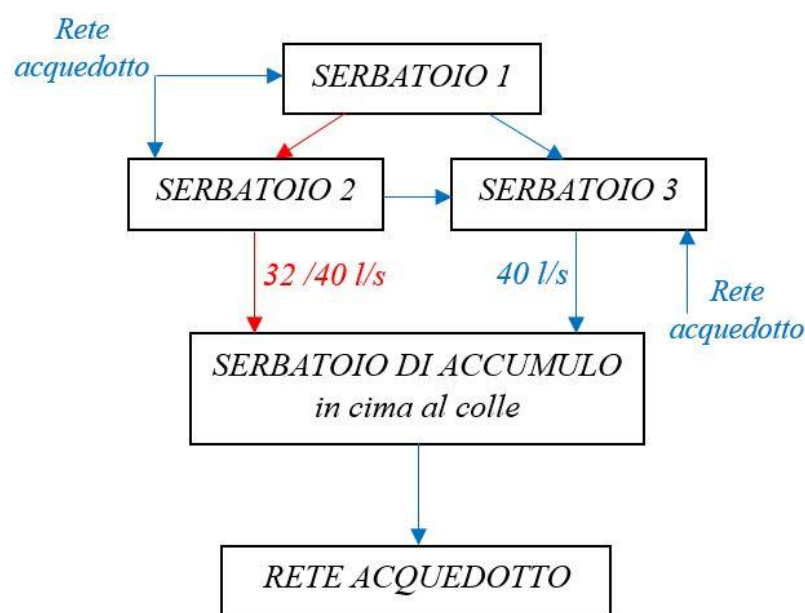 Rete
acquedotto
SERBATOIO 1
SERBATOIO 2
SERBATOIO 3
32 /40 l/s
40 l/s
Rete
acquedotto
SERBATOIO DI ACCUMULO
in cima al colle
RETE ACQUEDOTTO